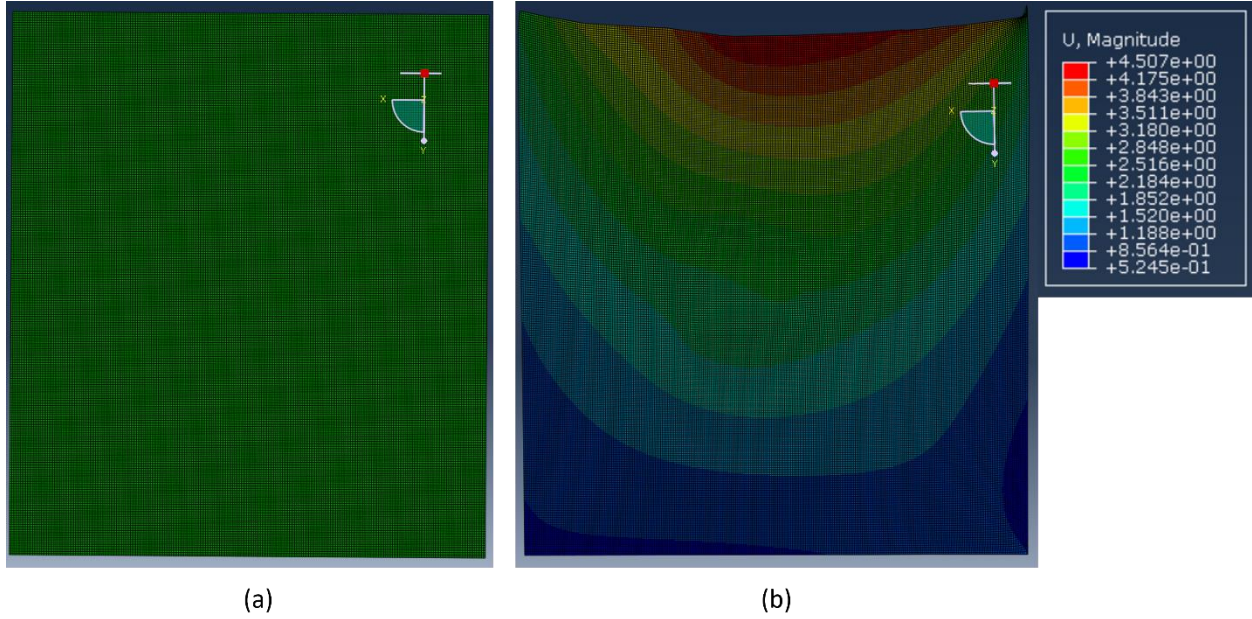 X
Z
Y
X
Z
Y
U, Magnitude
+4.507e+00
+4.175e+00
+3.843e+00
+3.511e+00
+3.180e+00
+2.848e+00
+2.516e+00
+2.184e+00
+1.852e+00
+1.520e+00
+1.188e+00
+8.564e-01
+5.245e-01
(a)
(b)